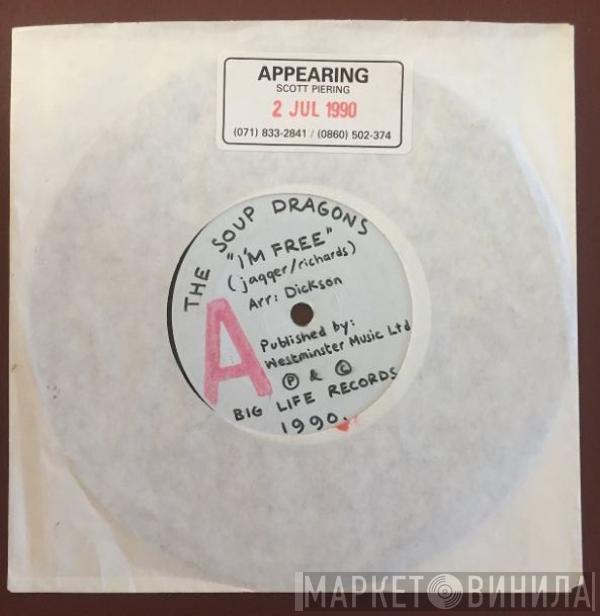 APPEARING
SCOTT PIERING
2 JUL 1990
(071) 833-2841 / (0860) 502-374
THE SOUP DRAGONS
"I'M FREE"
(jagger/richards)
Arr: Dickson
A
Published by:
Westminster Music Ltd
Ⓟ & Ⓒ
BIG LIFE RECORDS
1990.
МАРКЕТ ВИНИЛА